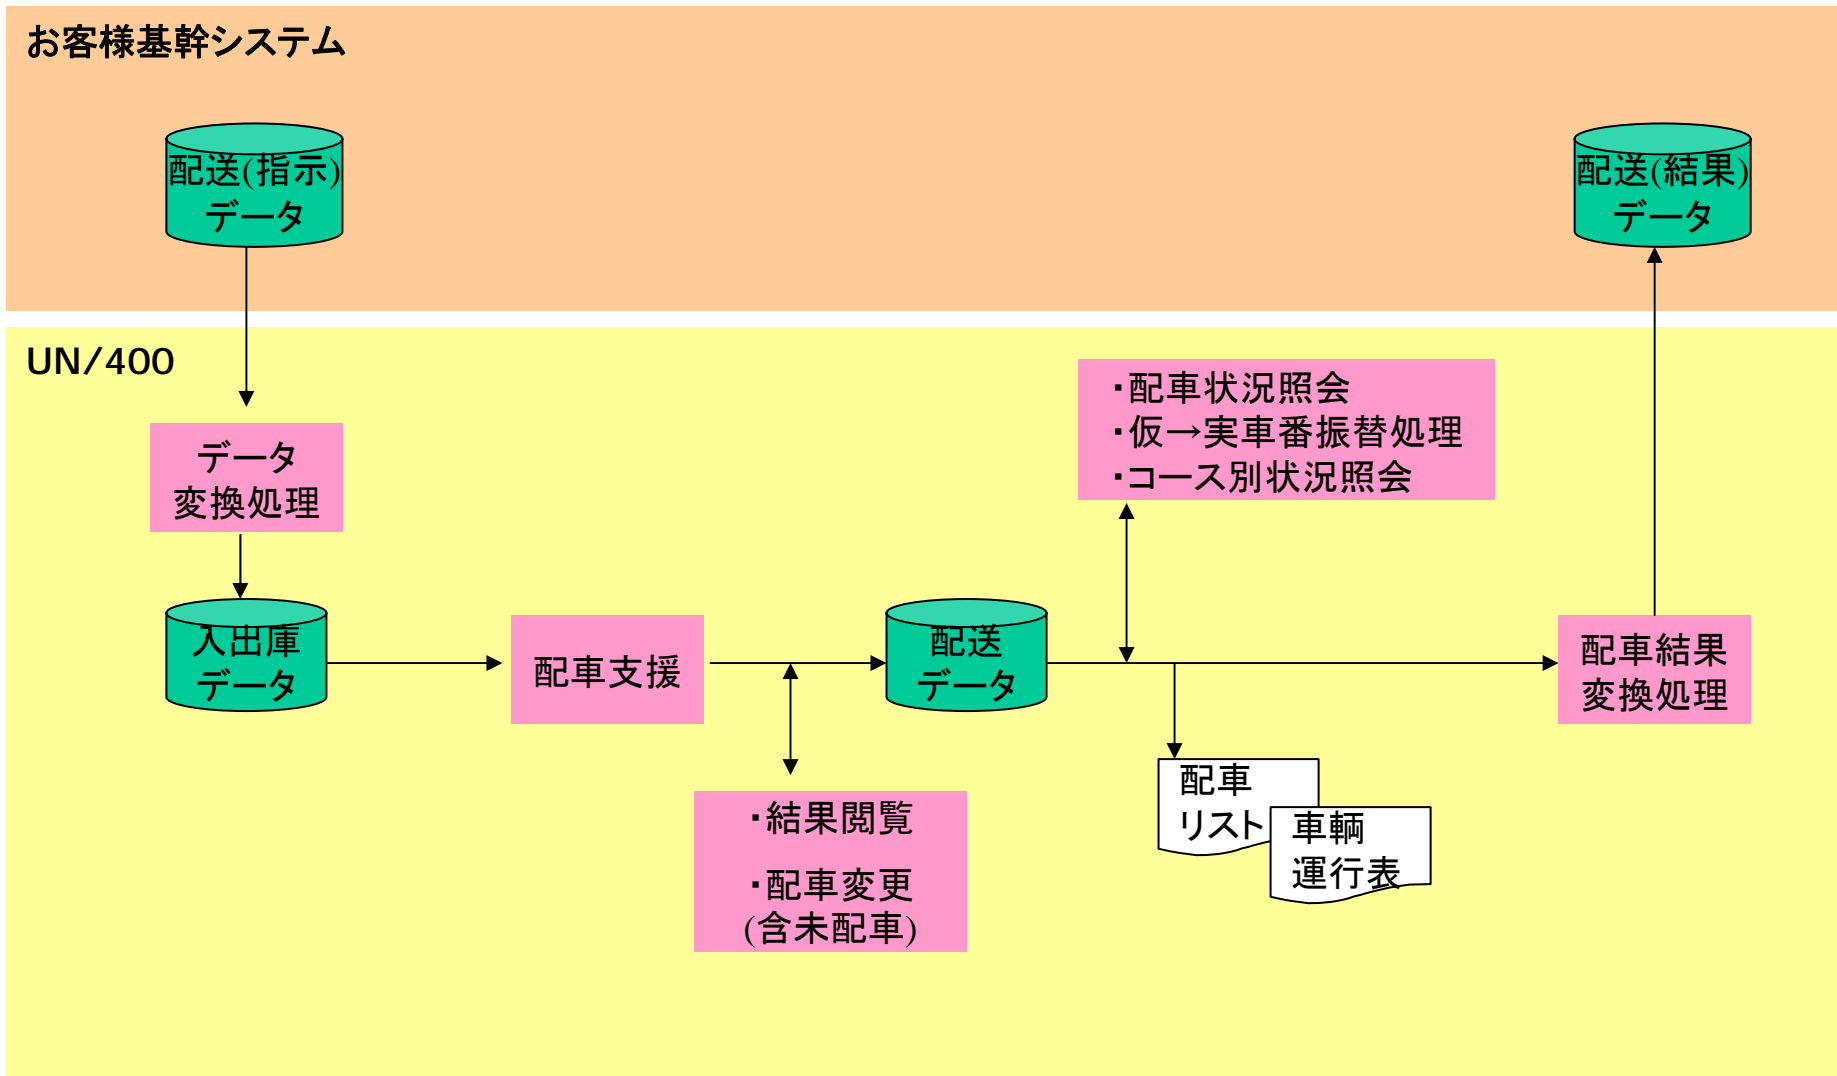 お客様基幹システム
配送(指示)
データ
配送(結果)
データ
UN/400
データ
変換処理
・配車状況照会
・仮→実車番振替処理
・コース別状況照会
入出庫
データ
配車支援
配送
データ
配車結果
変換処理
・結果閲覧
・配車変更
(含未配車)
配車
リスト
車輌
運行表